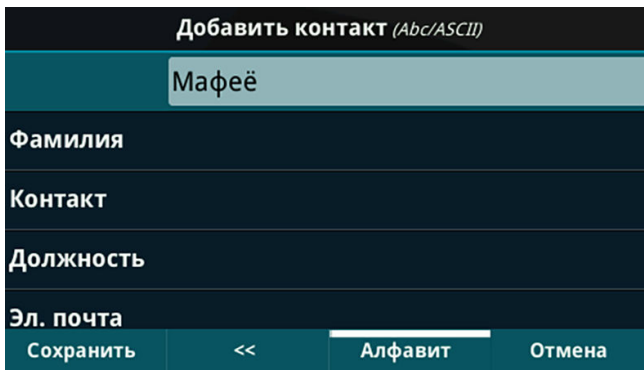 Добавить контакт (Abc/ASCII)
Мафеё
Фамилия
Контакт
Должность
Эл. почта
Сохранить << Алфавит Отмена